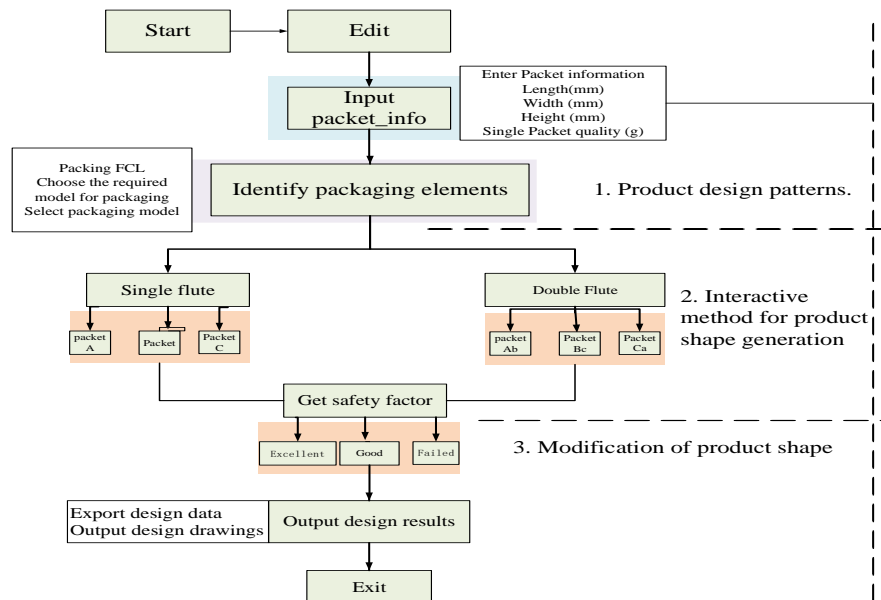 Start
Edit
Input
packet_info
Enter Packet information
Length(mm)
Width (mm)
Height (mm)
Single Packet quality (g)
Packing FCL
Choose the required
model for packaging
Select packaging model
Identify packaging elements
1. Product design patterns.
Single flute
Double Flute
packet
A
Packet
Packet
C
packet
Ab
Packet
Bc
Packet
Ca
2. Interactive
method for product
shape generation
Get safety factor
Excellent
Good
Failed
3. Modification of product shape
Export design data
Output design drawings
Output design results
Exit